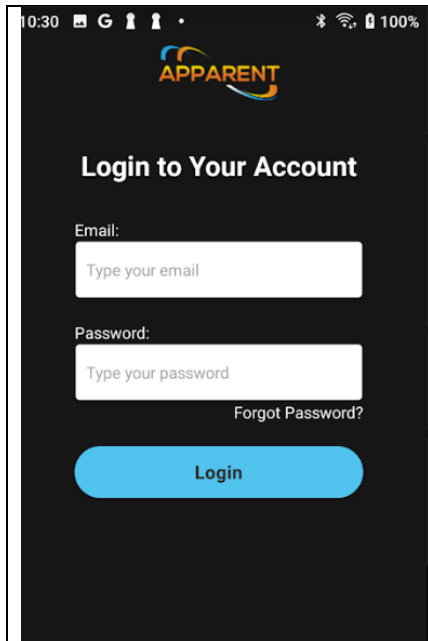 10:30 G 100%
APPARENT
Login to Your Account
Email:
Type your email
Password:
Type your password
Forgot Password?
Login